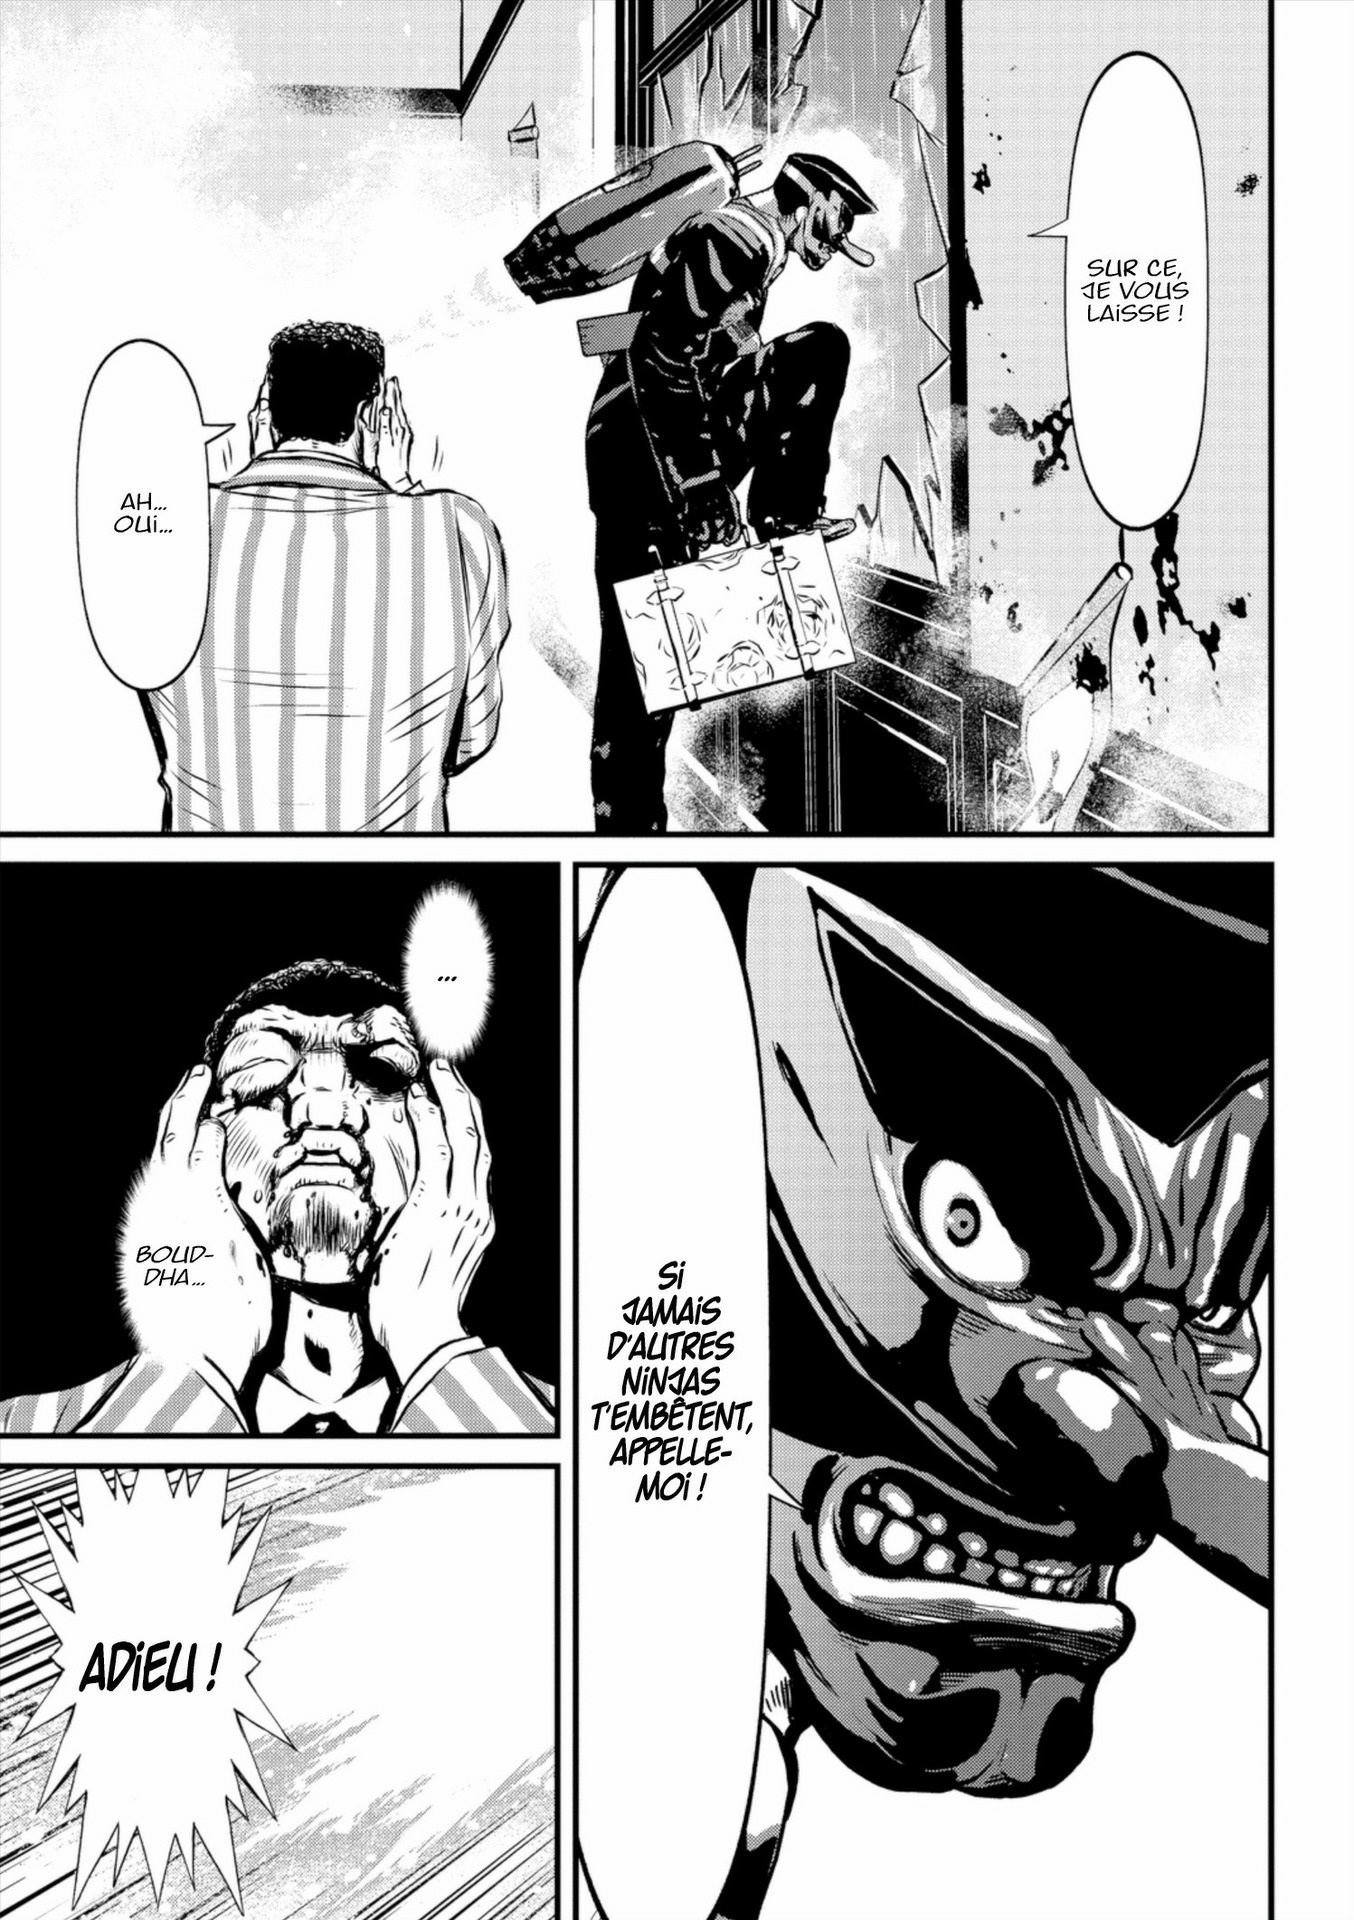 SUR CE,
JE VOUS
LAISSE !
AH...
OUI...
SI
JAMAIS
D'AUTRES
NINJAS
T'EMBÊTENT,
APPELLE-
MOI !
...
BOUD-
DHA...
ADIEU !